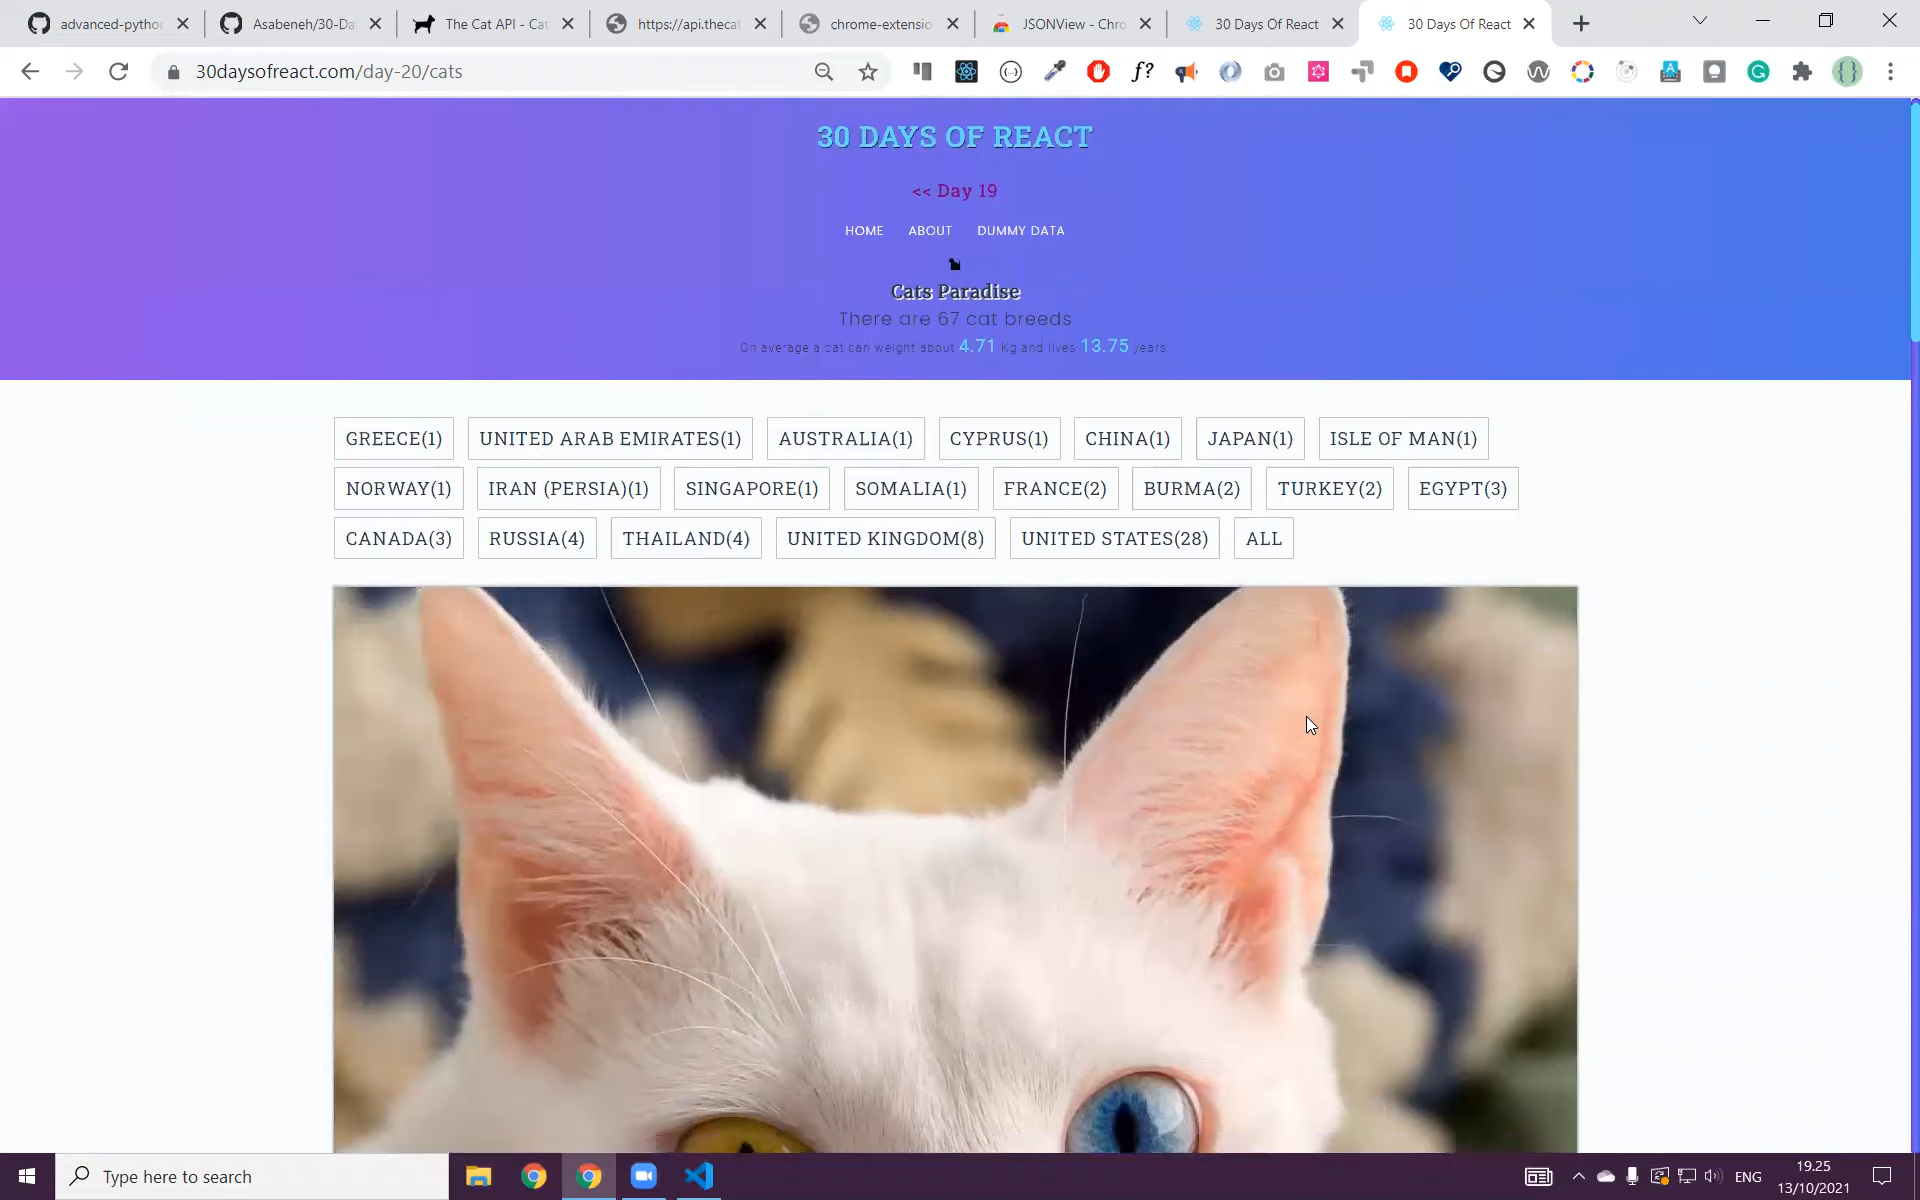 advanced-python
Asabeneh/30-Da
The Cat API - Cat
https://api.thecat
chrome-extensio
JSONView - Chro
30 Days Of React
30 Days Of React
30daysofreact.com/day-20/cats
30 DAYS OF REACT
<< Day 19
HOME ABOUT DUMMY DATA
Cats Paradise
There are 67 cat breeds
On average a cat can weight about 4.71 Kg and lives 13.75 years.
GREECE(1) UNITED ARAB EMIRATES(1) AUSTRALIA(1) CYPRUS(1) CHINA(1) JAPAN(1) ISLE OF MAN(1)
NORWAY(1) IRAN (PERSIA)(1) SINGAPORE(1) SOMALIA(1) FRANCE(2) BURMA(2) TURKEY(2) EGYPT(3)
CANADA(3) RUSSIA(4) THAILAND(4) UNITED KINGDOM(8) UNITED STATES(28) ALL
Type here to search
ENG
19.25
13/10/2021